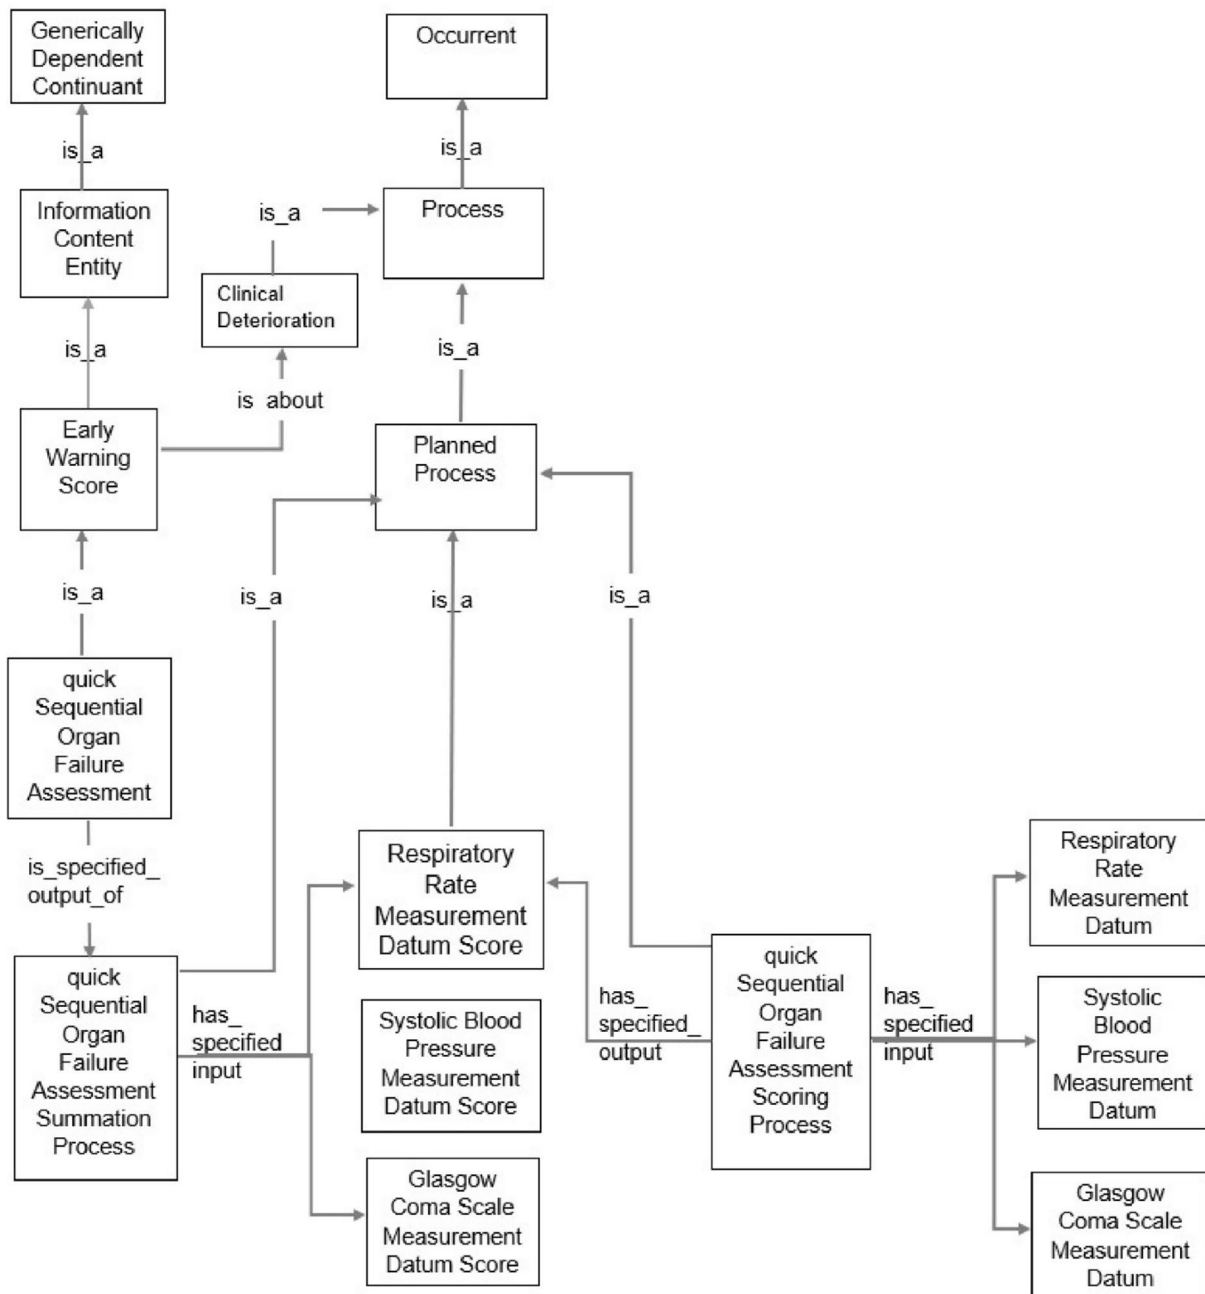 Generically
Dependent
Continuant
Occurrent
is_a
is_a
Information
Content
Entity
is_a
Process
Clinical
Deterioration
is_a
is_a
is about
Early
Warning
Score
Planned
Process
is_a
is_a
is_a
is_a
quick
Sequential
Organ
Failure
Assessment
is_specified_
output_of
Respiratory
Rate
Measurement
Datum Score
Respiratory
Rate
Measurement
Datum
quick
Sequential
Organ
Failure
Assessment
Summation
Process
has_
specified
input
Systolic Blood
Pressure
Measurement
Datum Score
has_
specified_
output
quick
Sequential
Organ
Failure
Assessment
Scoring
Process
has_
specified
input
Systolic
Blood
Pressure
Measurement
Datum
Glasgow
Coma Scale
Measurement
Datum Score
Glasgow
Coma Scale
Measurement
Datum